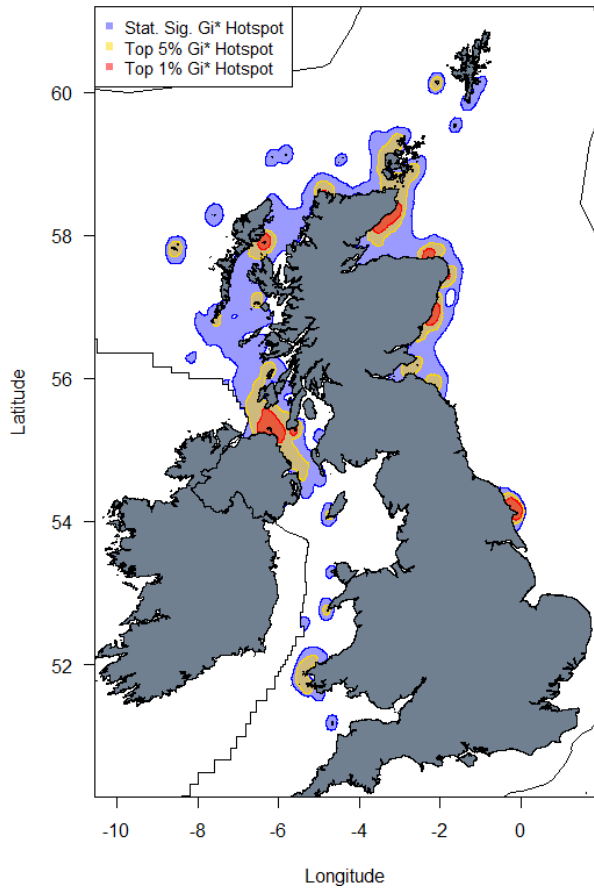 Stat. Sig. Gi* Hotspot
Top 5% Gi* Hotspot
Top 1% Gi* Hotspot
60
58
56
54
52
Latitude
-10 -8 -6 -4 -2 0
Longitude